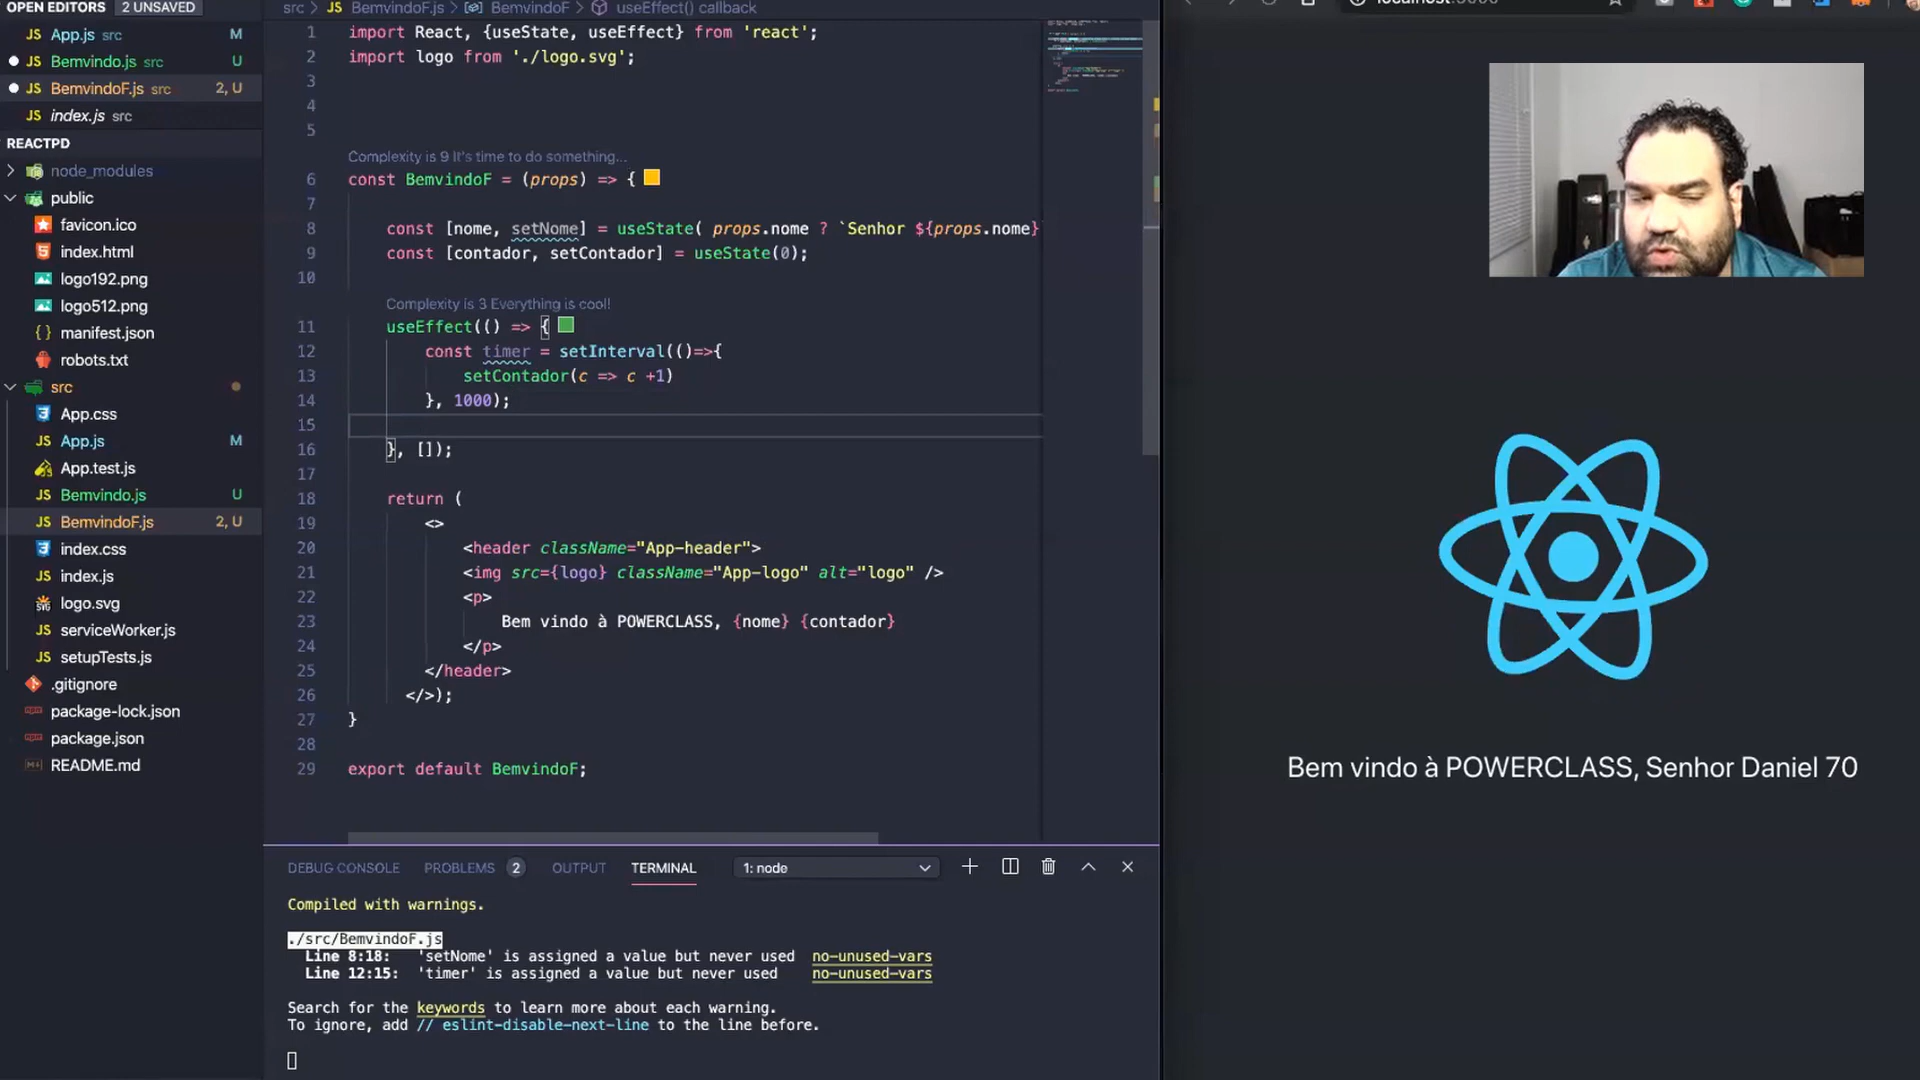 OPEN EDITORS 2 UNSAVED
JS App.js src M
JS Bemvindo.js src U
JS BemvindoF.js src 2, U
JS index.js src
REACTPD
node_modules
public
favicon.ico
index.html
logo192.png
logo512.png
{} manifest.json
robots.txt
src
App.css
JS App.js M
App.test.js
JS Bemvindo.js U
JS BemvindoF.js 2, U
index.css
JS index.js
logo.svg
JS serviceWorker.js
JS setupTests.js
.gitignore
package-lock.json
package.json
README.md
src > JS BemvindoF.js > BemvindoF > useEffect() callback
1 import React, {useState, useEffect} from 'react';
2 import logo from './logo.svg';
3
4
5
Complexity is 9 It's time to do something...
6 const BemvindoF = (props) => {
7
8 const [nome, setNome] = useState( props.nome ? `Senhor ${props.nome}
9 const [contador, setContador] = useState(0);
10
Complexity is 3 Everything is cool!
11 useEffect(() => {
12 const timer = setInterval(()=>{
13 setContador(c => c +1)
14 }, 1000);
15
16 }, []);
17
18 return (
19 <>
20 <header className="App-header">
21 <img src={logo} className="App-logo" alt="logo" />
22 <p>
23 Bem vindo à POWERCLASS, {nome} {contador}
24 </p>
25 </header>
26 </>);
27 }
28
29 export default BemvindoF;
DEBUG CONSOLE PROBLEMS 2 OUTPUT TERMINAL 1: node
Compiled with warnings.
./src/BemvindoF.js
Line 8:18: 'setNome' is assigned a value but never used no-unused-vars
Line 12:15: 'timer' is assigned a value but never used no-unused-vars
Search for the keywords to learn more about each warning.
To ignore, add // eslint-disable-next-line to the line before.
Bem vindo à POWERCLASS, Senhor Daniel 70